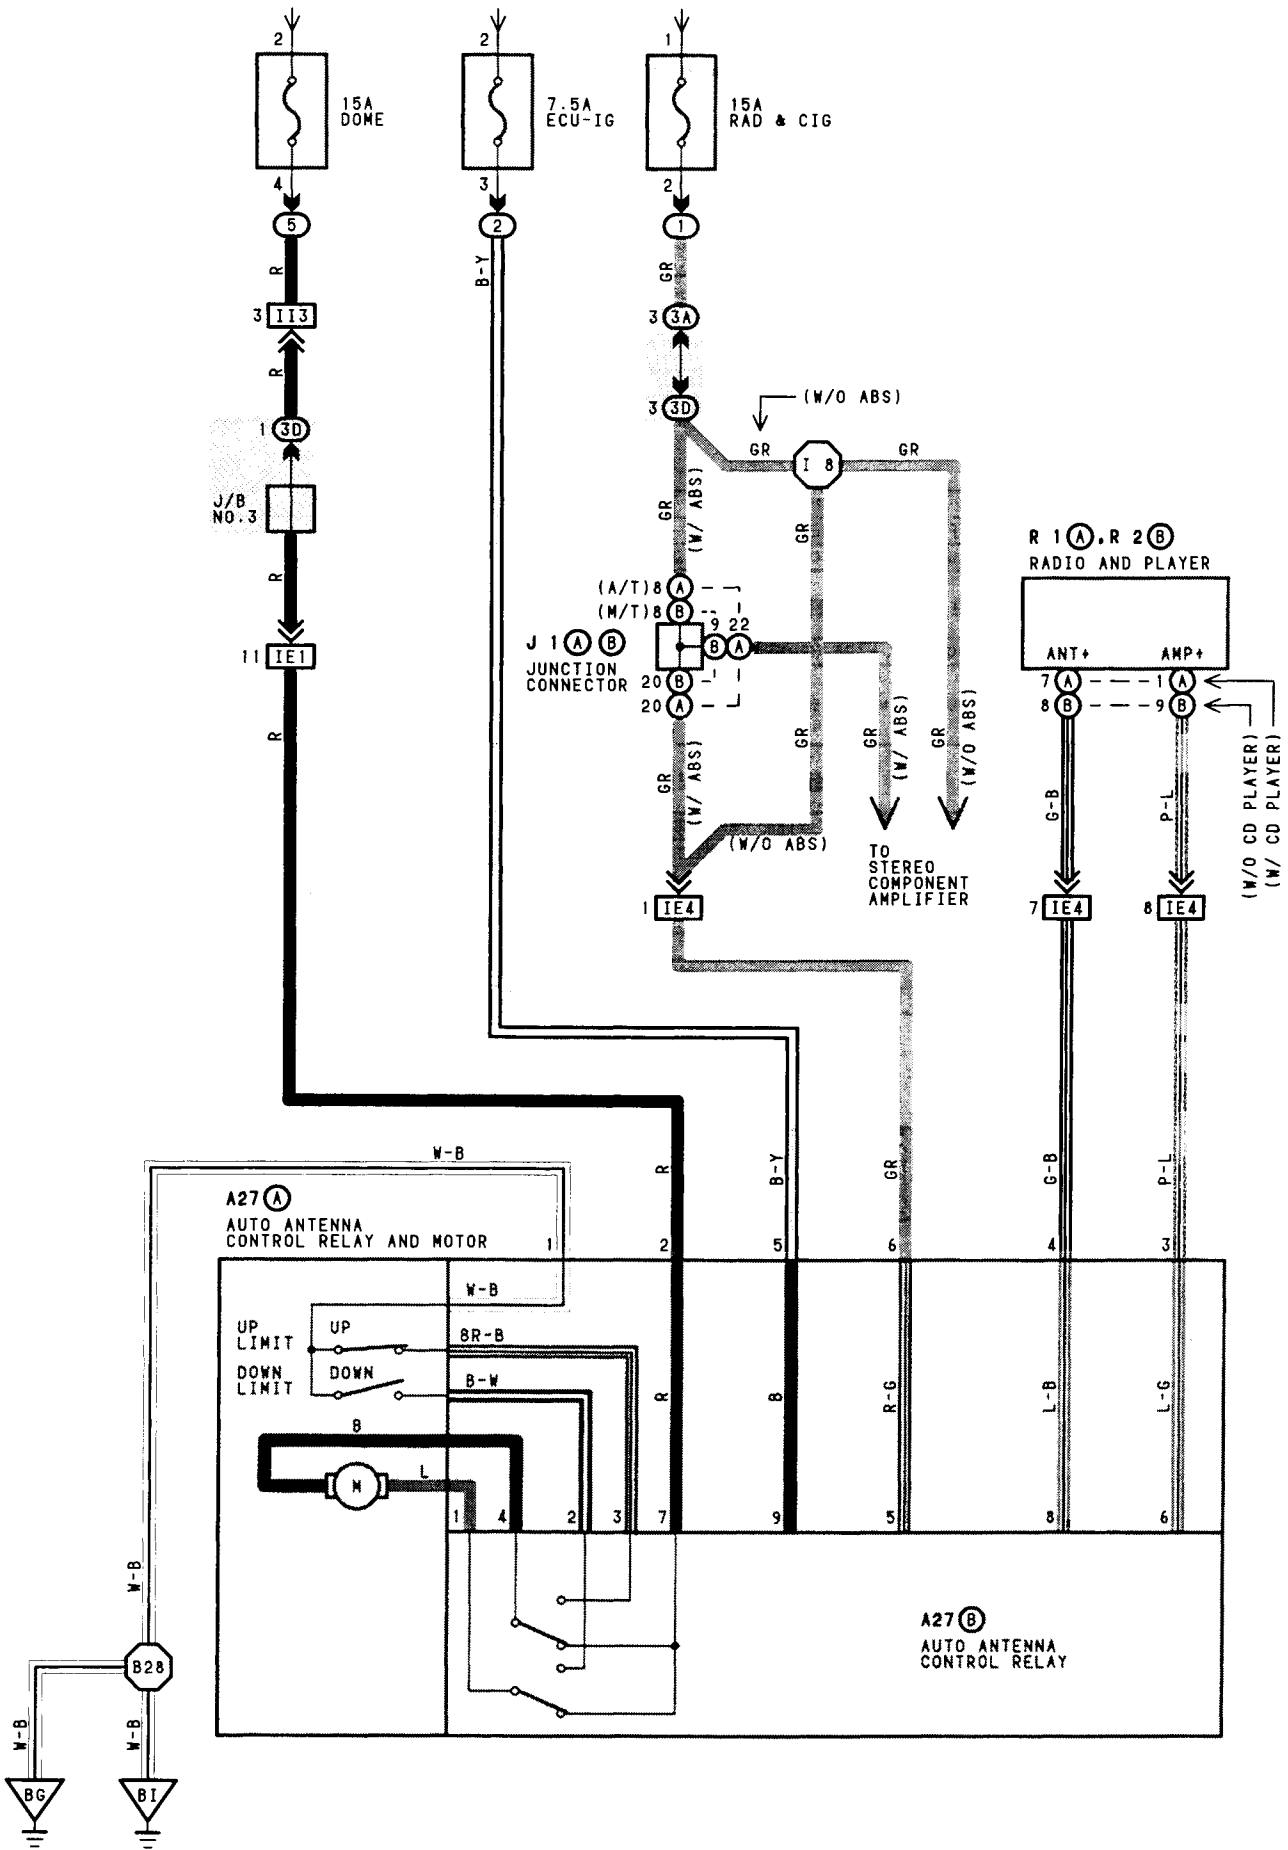 2
2
1
15A
DOME
7.5A
ECU-IG
15A
RAD & CIG
4
3
2
5
2
1
R
B-Y
GR
3 II3
3 3A
R
3 3D
(W/O ABS)
1 3D
GR
I 8
GR
J/B
NO.3
GR
(W/ ABS)
GR
R 1 A, R 2 B
RADIO AND PLAYER
R
(A/T) 8 A
(M/T) 8 B
9 22
B A
J 1 A B
JUNCTION
CONNECTOR
20 B
20 A
11 IE1
ANT+
AMP+
7 A
1 A
8 B
9 B
R
GR
(W/ ABS)
GR
GR
(W/ ABS)
GR
(W/O ABS)
G-B
P-L
(W/O CD PLAYER)
(W/ CD PLAYER)
(W/O ABS)
TO
STEREO
COMPONENT
AMPLIFIER
1 IE4
7 IE4
8 IE4
W-B
R
B-Y
GR
G-B
P-L
A27 A
AUTO ANTENNA
CONTROL RELAY AND MOTOR
1
2
5
6
4
3
W-B
UP
LIMIT
UP
BR-B
DOWN
LIMIT
DOWN
B-W
R
B
R-G
L-B
L-G
B
M
L
1
4
2
3
7
9
5
8
6
W-B
A27 B
AUTO ANTENNA
CONTROL RELAY
B28
W-B
W-B
BG
BI